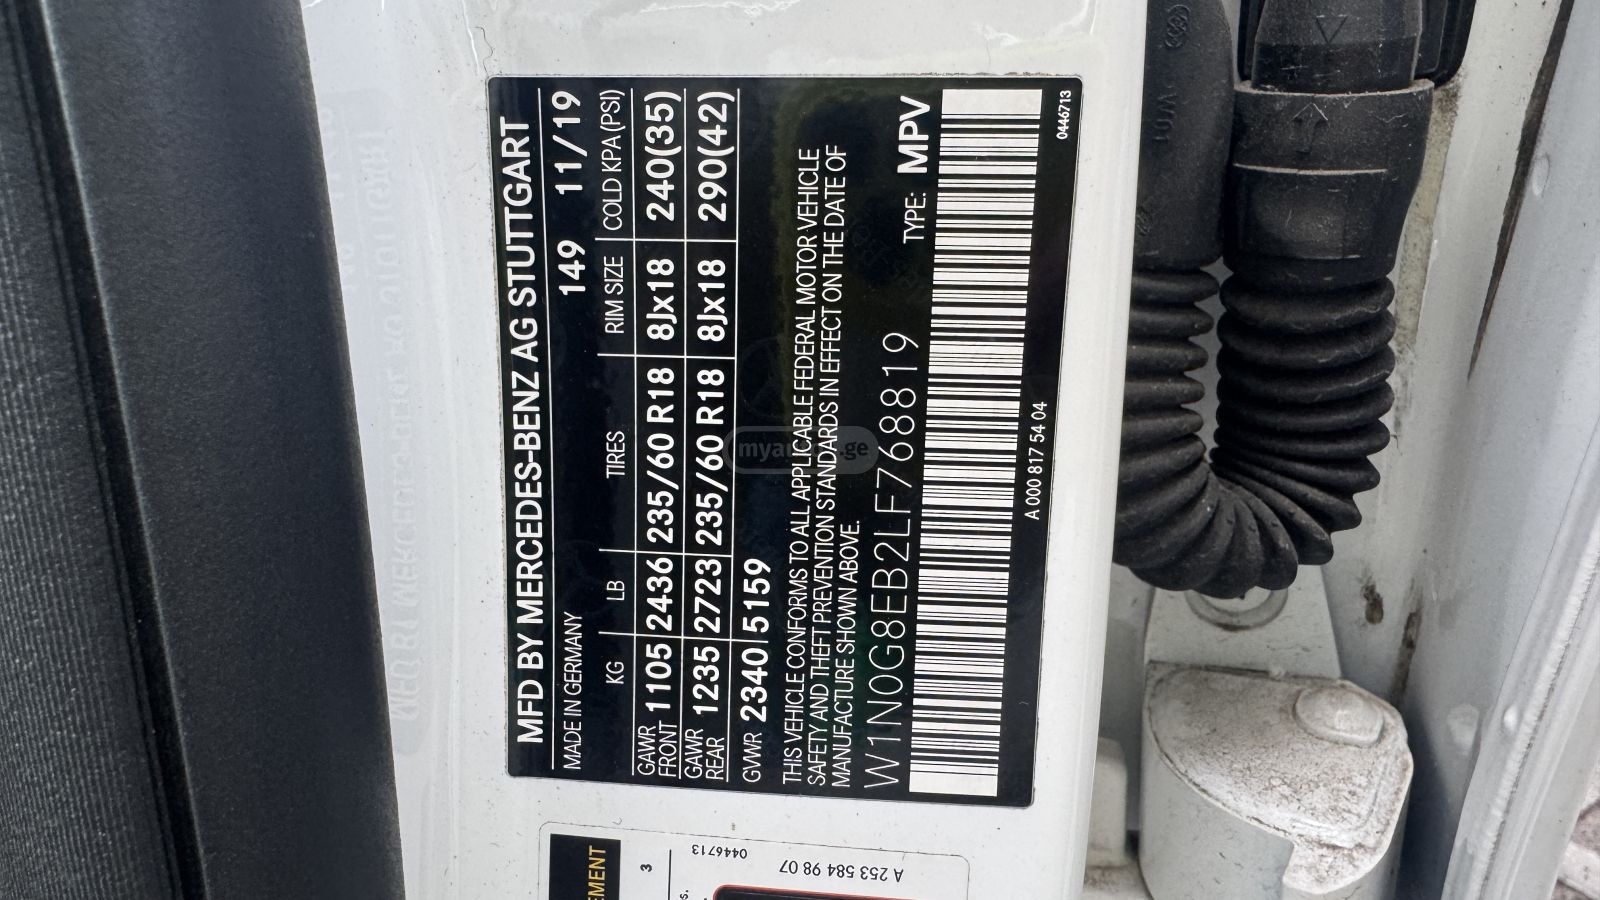 MFD BY MERCEDES-BENZ AG STUTTGART
MADE IN GERMANY 149 11/19
KG LB TIRES RIM SIZE COLD KPA(PSI)
GAWR FRONT 1105 2436 235/60 R18 8Jx18 240(35)
GAWR REAR 1235 2723 235/60 R18 8Jx18 290(42)
GWWR 2340 5159
THIS VEHICLE CONFORMS TO ALL APPLICABLE FEDERAL MOTOR VEHICLE
SAFETY AND THEFT PREVENTION STANDARDS IN EFFECT ON THE DATE OF
MANUFACTURE SHOWN ABOVE.
W1N0G8EB2LF768819 TYPE: MPV
A 000 817 54 04
0446713
0446713
A 253 584 98 07
3